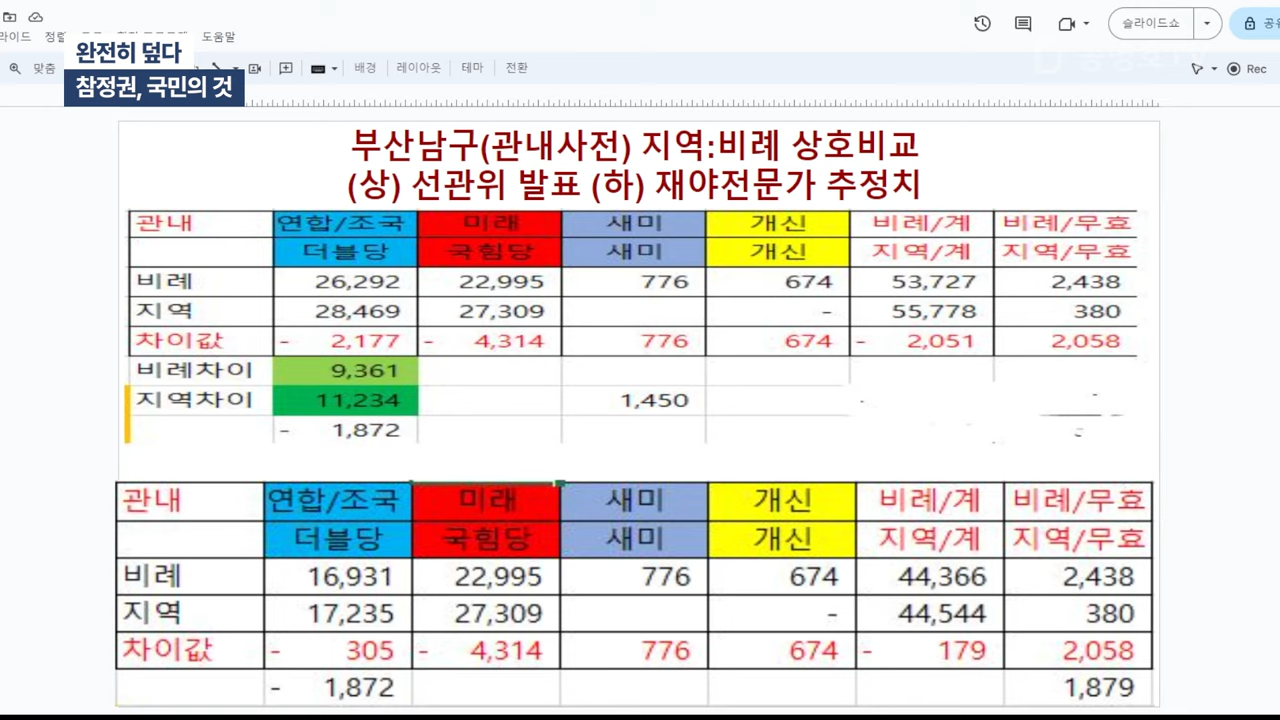 도움말
슬라이드쇼
완전히 덮다
참정권, 국민의 것
맞춤
배경
레이아웃
테마
전환
Rec
부산남구(관내사전) 지역:비례 상호비교
(상) 선관위 발표 (하) 재야전문가 추정치
관내 연합/조국 미래 새미 개신 비례/계 비례/무효
더블당 국힘당 새미 개신 지역/계 지역/무효
비례 26,292 22,995 776 674 53,727 2,438
지역 28,469 27,309 - 55,778 380
차이값 - 2,177 - 4,314 776 674 - 2,051 2,058
비례차이 9,361
지역차이 11,234 1,450
- 1,872
관내 연합/조국 미래 새미 개신 비례/계 비례/무효
더블당 국힘당 새미 개신 지역/계 지역/무효
비례 16,931 22,995 776 674 44,366 2,438
지역 17,235 27,309 - 44,544 380
차이값 - 305 - 4,314 776 674 - 179 2,058
- 1,872 1,879